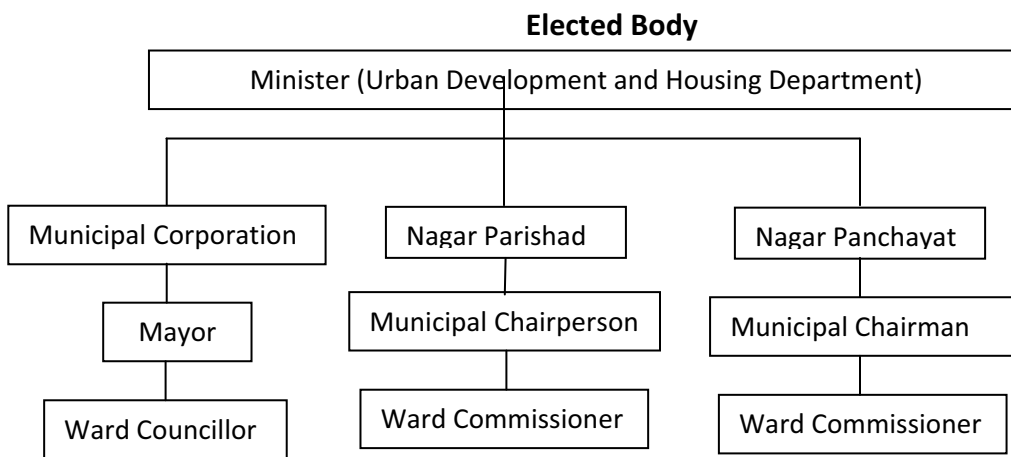 Elected Body
Minister (Urban Development and Housing Department)
Municipal Corporation
Nagar Parishad
Nagar Panchayat
Mayor
Municipal Chairperson
Municipal Chairman
Ward Councillor
Ward Commissioner
Ward Commissioner